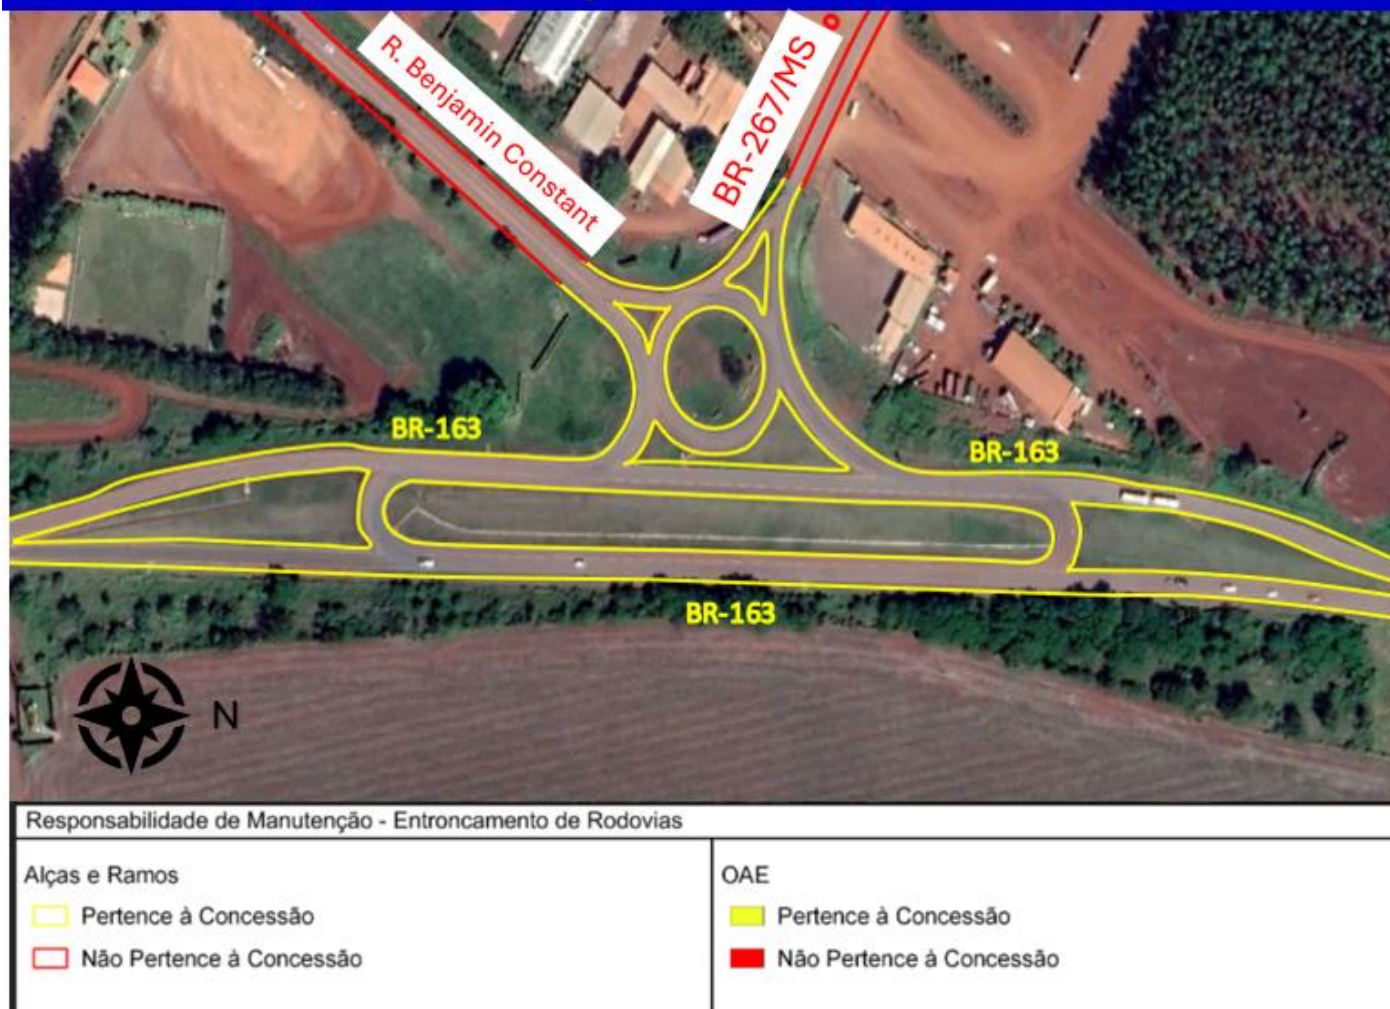 R. Benjamin Constant
BR-267/MS
BR-163
BR-163
BR-163
N
Responsabilidade de Manutenção - Entroncamento de Rodovias
Alças e Ramos
Pertence à Concessão
Não Pertence à Concessão
OAE
Pertence à Concessão
Não Pertence à Concessão